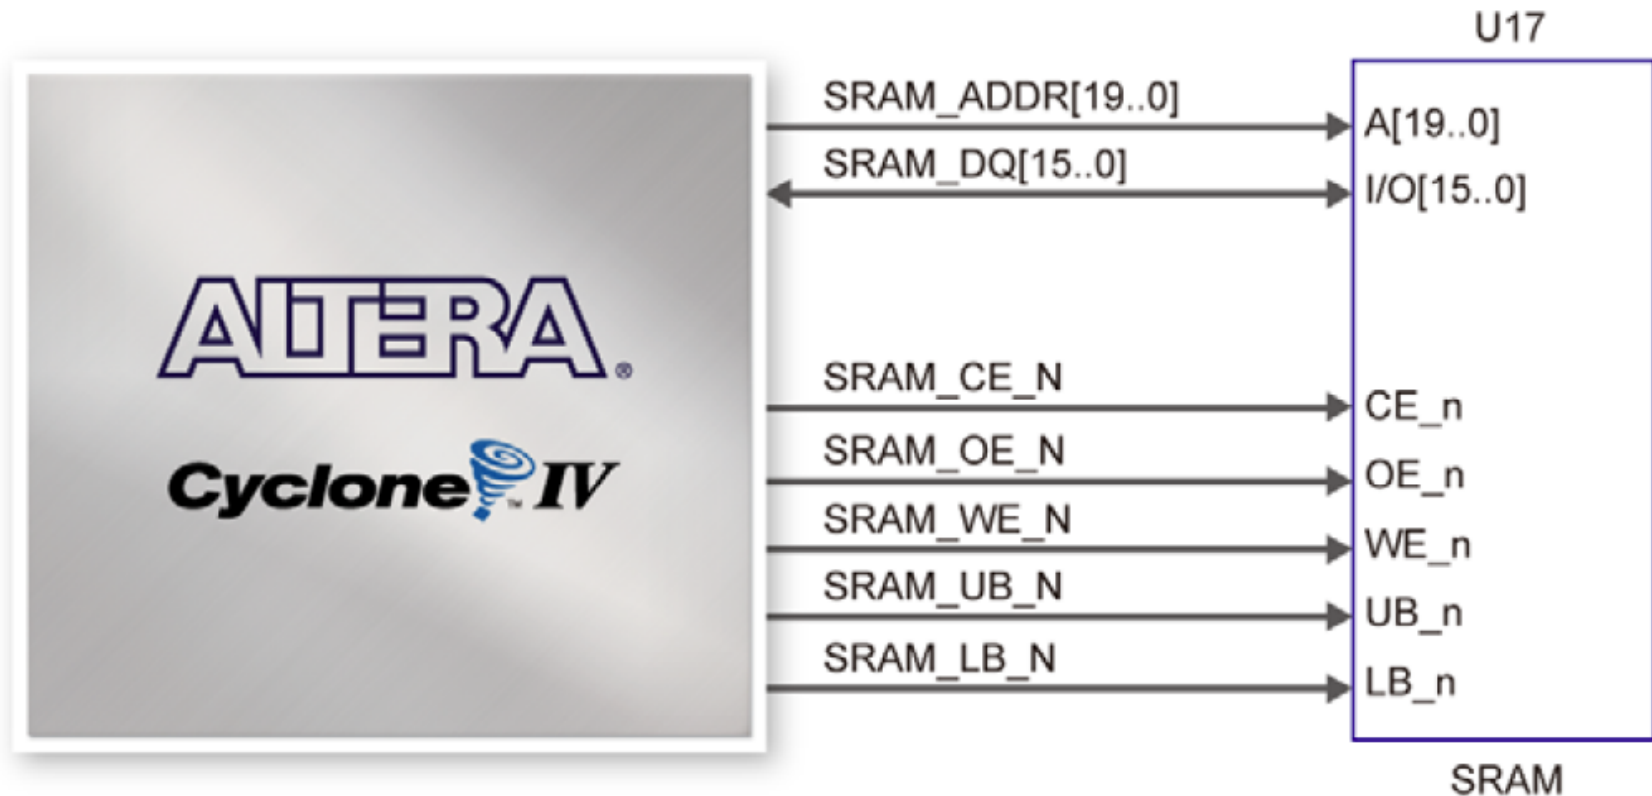 U17
SRAM_ADDR[19..0]
A[19..0]
SRAM_DQ[15..0]
I/O[15..0]
ALTERA®
SRAM_CE_N
CE_n
Cyclone™ IV
SRAM_OE_N
OE_n
SRAM_WE_N
WE_n
SRAM_UB_N
UB_n
SRAM_LB_N
LB_n
SRAM